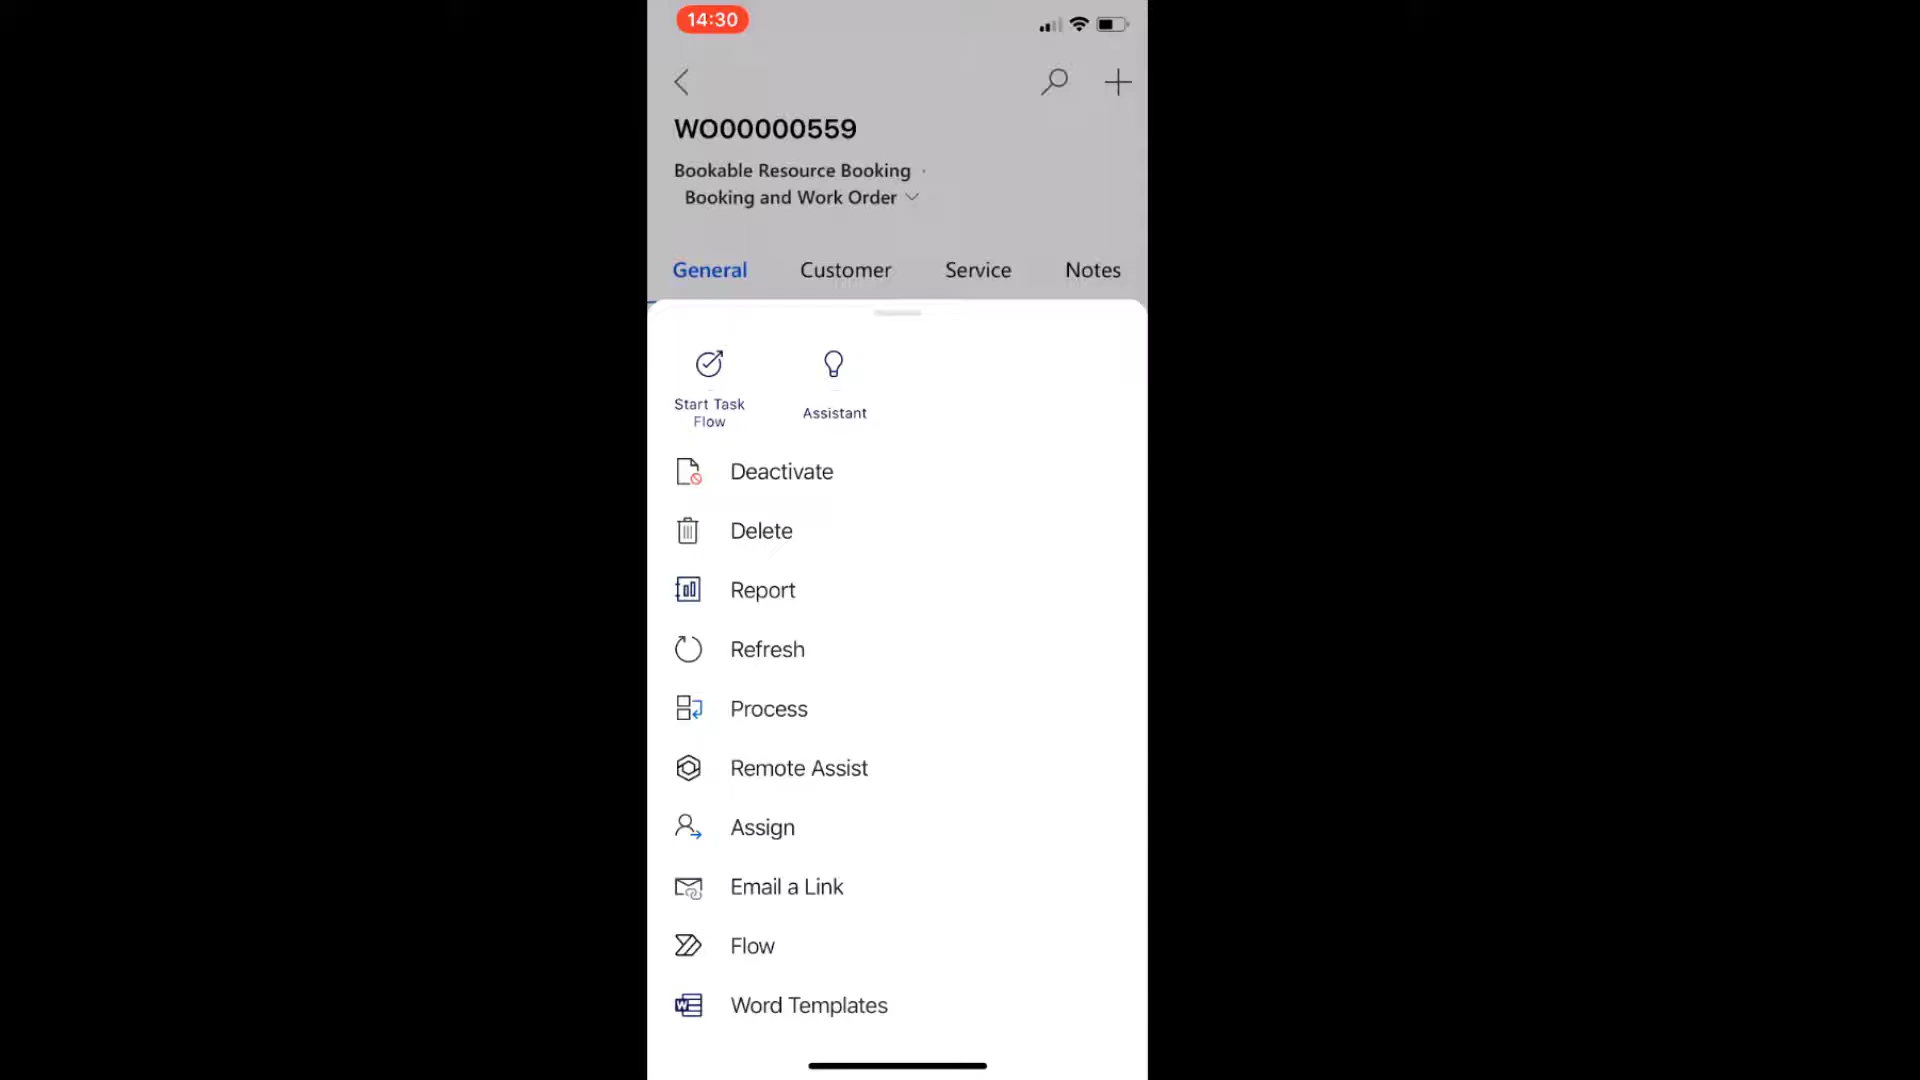 14:30
WO00000559
Bookable Resource Booking ·
Booking and Work Order
General Customer Service Notes
Start Task
Flow
Assistant
Deactivate
Delete
Report
Refresh
Process
Remote Assist
Assign
Email a Link
Flow
Word Templates